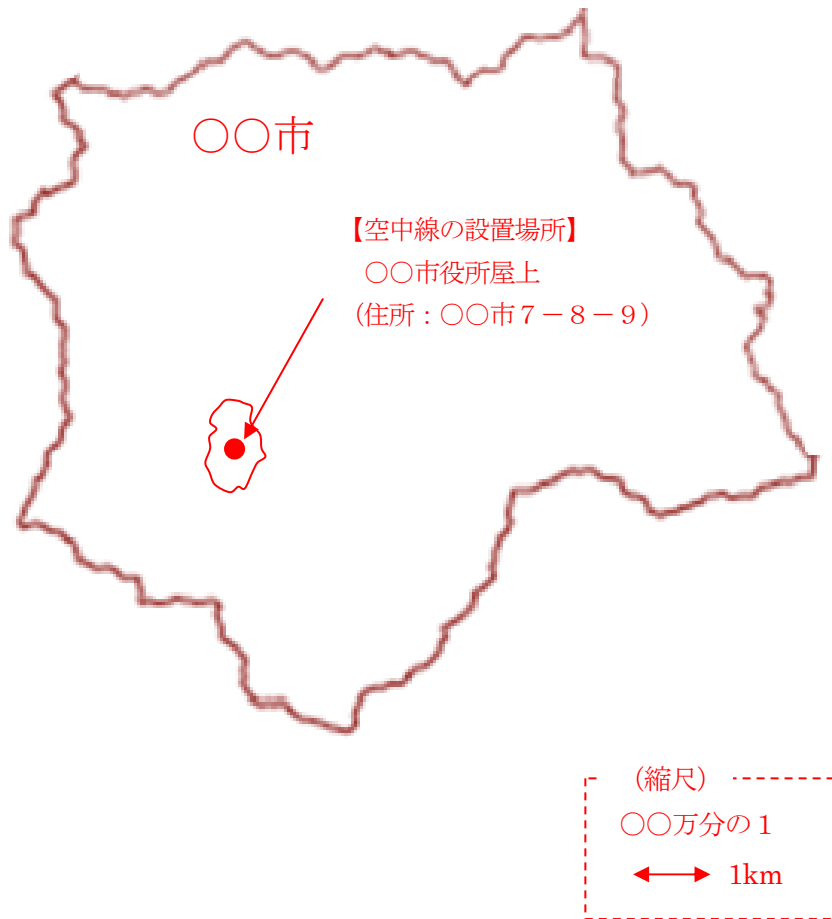 ○○市
【空中線の設置場所】
○○市役所屋上
(住所：○○市７－８－９)
(縮尺)
○○万分の１
1km